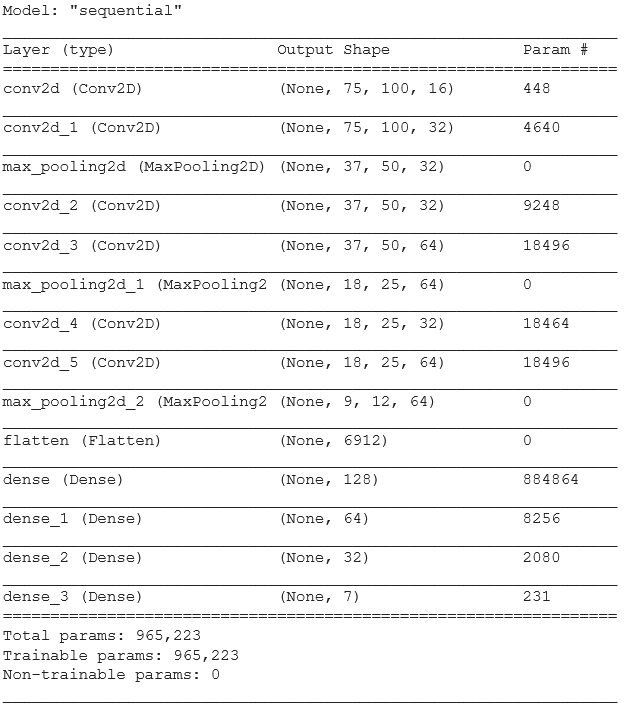 Model: "sequential"
Layer (type) Output Shape Param #
conv2d (Conv2D) (None, 75, 100, 16) 448
conv2d_1 (Conv2D) (None, 75, 100, 32) 4640
max_pooling2d (MaxPooling2D) (None, 37, 50, 32) 0
conv2d_2 (Conv2D) (None, 37, 50, 32) 9248
conv2d_3 (Conv2D) (None, 37, 50, 64) 18496
max_pooling2d_1 (MaxPooling2 (None, 18, 25, 64) 0
conv2d_4 (Conv2D) (None, 18, 25, 32) 18464
conv2d_5 (Conv2D) (None, 18, 25, 64) 18496
max_pooling2d_2 (MaxPooling2 (None, 9, 12, 64) 0
flatten (Flatten) (None, 6912) 0
dense (Dense) (None, 128) 884864
dense_1 (Dense) (None, 64) 8256
dense_2 (Dense) (None, 32) 2080
dense_3 (Dense) (None, 7) 231
Total params: 965,223
Trainable params: 965,223
Non-trainable params: 0